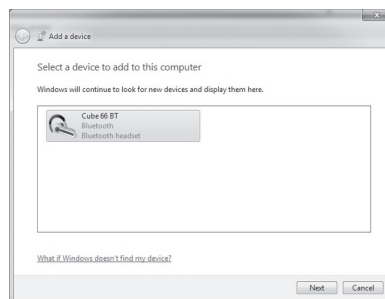 Add a device
Select a device to add to this computer
Windows will continue to look for new devices and display them here.
Cube 66 BT
Bluetooth
Bluetooth headset
What if Windows doesn't find my device?
Next
Cancel